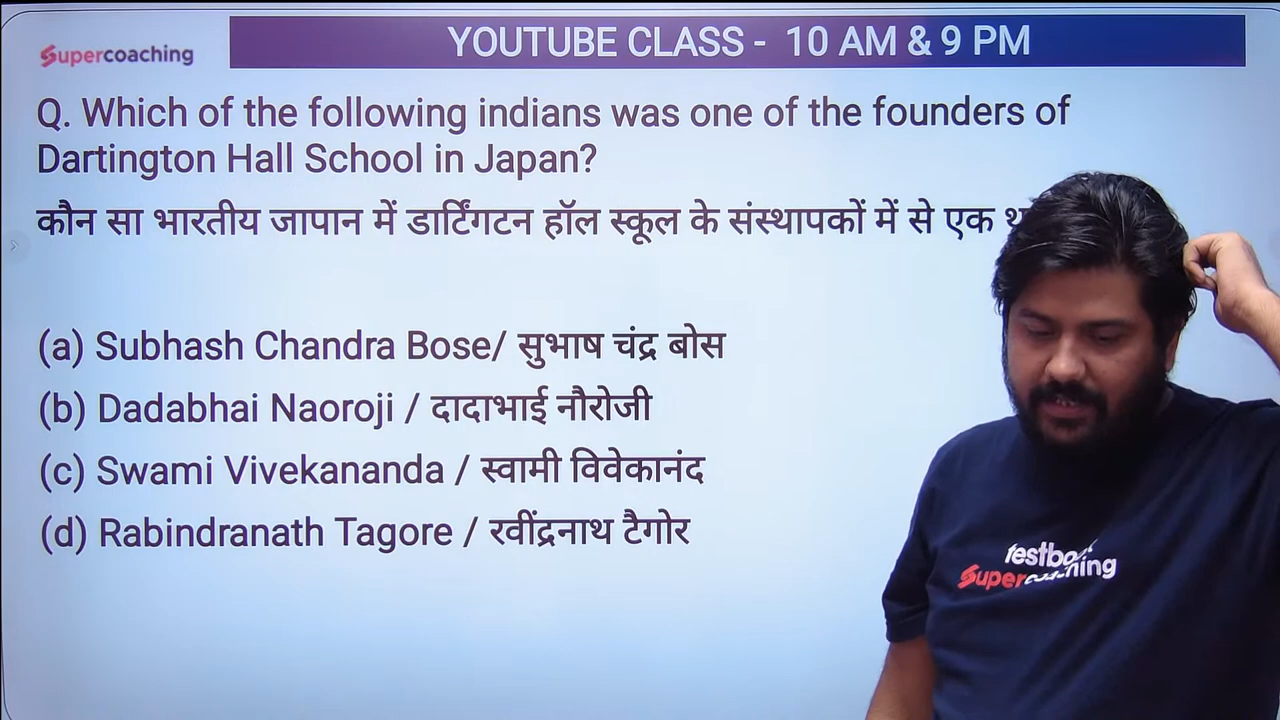 Supercoaching
YOUTUBE CLASS - 10 AM & 9 PM
Q. Which of the following indians was one of the founders of
Dartington Hall School in Japan?
कौन सा भारतीय जापान में डार्टिंगटन हॉल स्कूल के संस्थापकों में से एक
(a) Subhash Chandra Bose/ सुभाष चंद्र बोस
(b) Dadabhai Naoroji / दादाभाई नौरोजी
(c) Swami Vivekananda / स्वामी विवेकानंद
(d) Rabindranath Tagore / रवींद्रनाथ टैगोर
testbook
Supercoaching